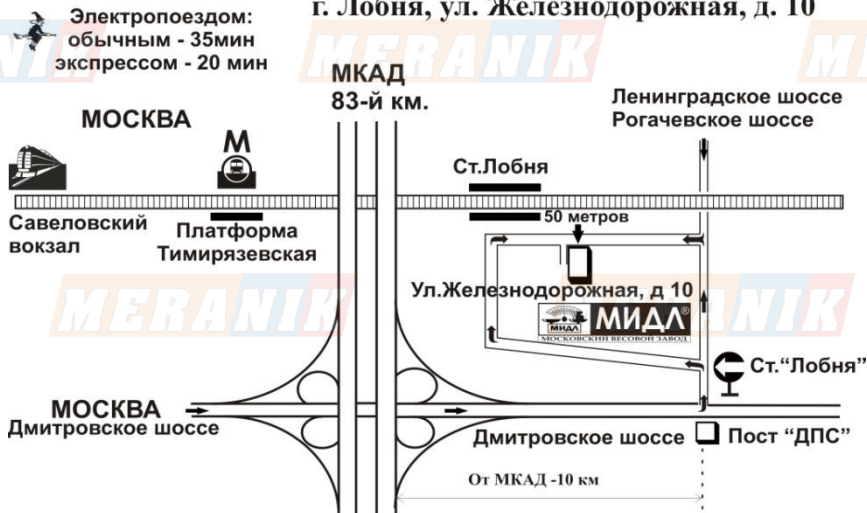 г. Лобня, ул. Железнодорожная, д. 10
Электропоездом:
обычным - 35мин
экспрессом - 20 мин
МКАД
83-й км.
Ленинградское шоссе
Рогачевское шоссе
МОСКВА
М
Ст.Лобня
50 метров
Савеловский
вокзал
Платформа
Тимирязевская
Ул.Железнодорожная, д 10
МИДЛ
МИДЛ®
МОСКОВСКИЙ ВЕСОВОЙ ЗАВОД
Ст."Лобня"
МОСКВА
Дмитровское шоссе
Дмитровское шоссе
Пост "ДПС"
От МКАД -10 км
NIK
MERANIK
M
MERANIK
MERANIK